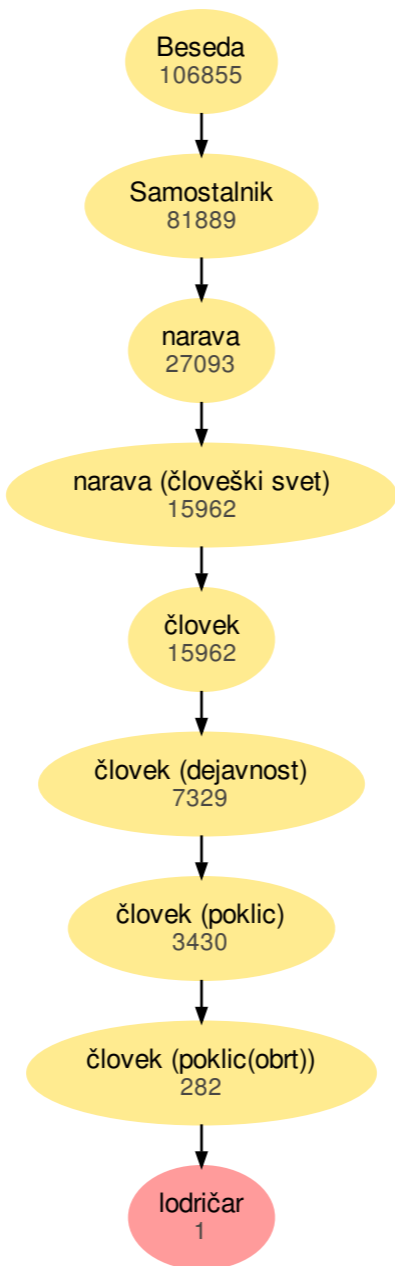 Beseda
106855
Samostalnik
81889
narava
27093
narava (človeški svet)
15962
človek
15962
človek (dejavnost)
7329
človek (poklic)
3430
človek (poklic(obrt))
282
lodričar
1